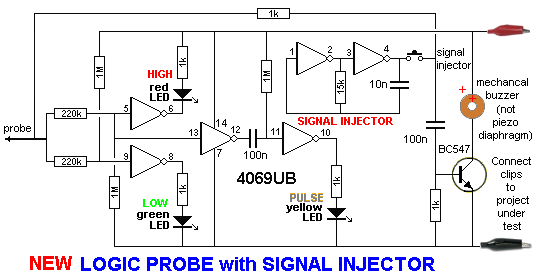 1k
1k
1M
HIGH
red
LED
220k
5
6
probe
220k
9
8
1M
LOW
green
LED
1k
13
14
12
7
100n
1M
11
10
4069UB
PULSE
yellow
LED
1k
1
2
3
4
15k
10n
SIGNAL INJECTOR
signal
injector
100n
1k
BC547
+
+
mechancal
buzzer
(not
piezo
diaphragm)
Connect
clips
to
project
under
test
NEW LOGIC PROBE with SIGNAL INJECTOR